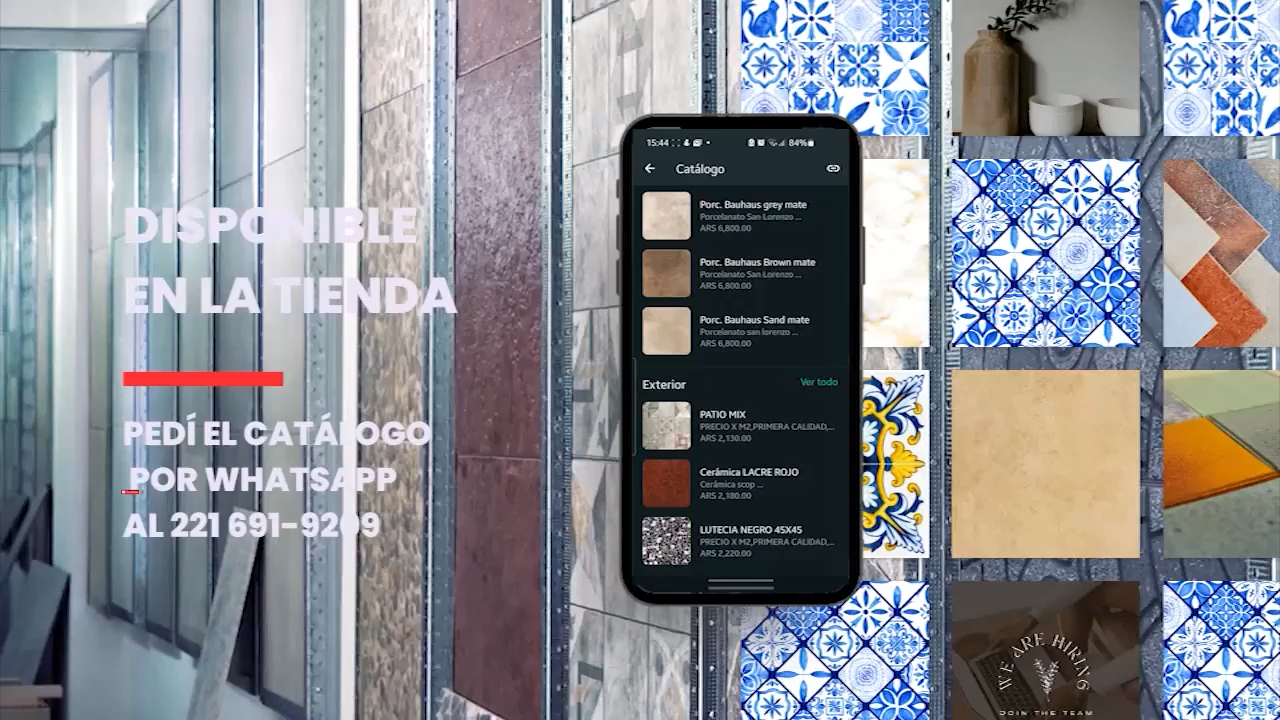 DISPONIBLE
EN LA TIENDA
PEDÍ EL CATÁLOGO
POR WHATSAPP
AL 221 691-9209
15:44
84%
Catálogo
Porc. Bauhaus grey mate
Porcelanato San Lorenzo ...
ARS 6,800.00
Porc. Bauhaus Brown mate
Porcelanato San Lorenzo ...
ARS 6,800.00
Porc. Bauhaus Sand mate
Porcelanato san lorenzo ...
ARS 6,800.00
Exterior
Ver todo
PATIO MIX
PRECIO X M2,PRIMERA CALIDAD,...
ARS 2,130.00
Cerámica LACRE ROJO
Cerámica scop ...
ARS 2,180.00
LUTECIA NEGRO 45X45
PRECIO X M2,PRIMERA CALIDAD,...
ARS 2,220.00
WE ARE HIRING
JOIN THE TEAM